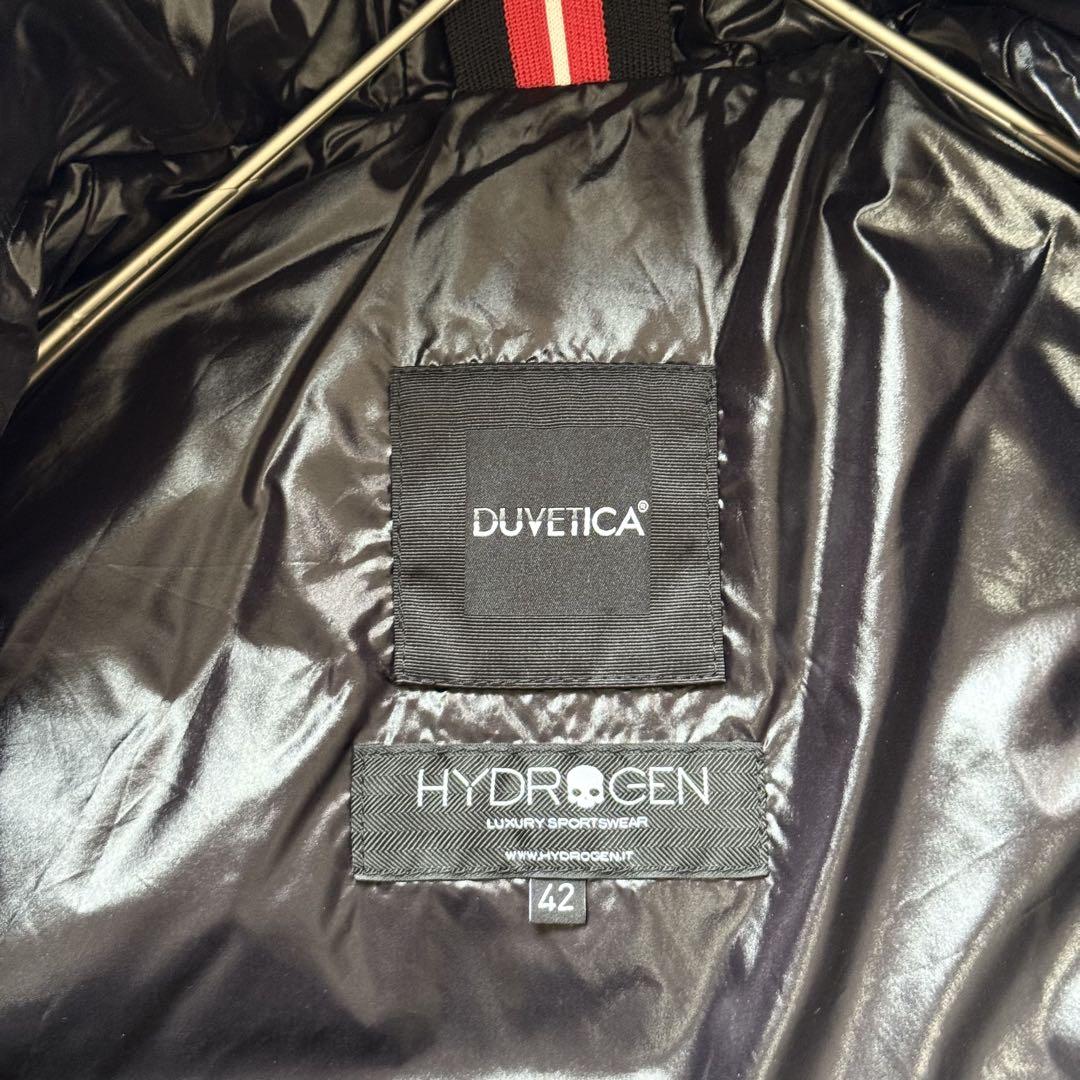 DUVETICA®
HYDROGEN
LUXURY SPORTSWEAR
WWW.HYDROGEN.IT
42